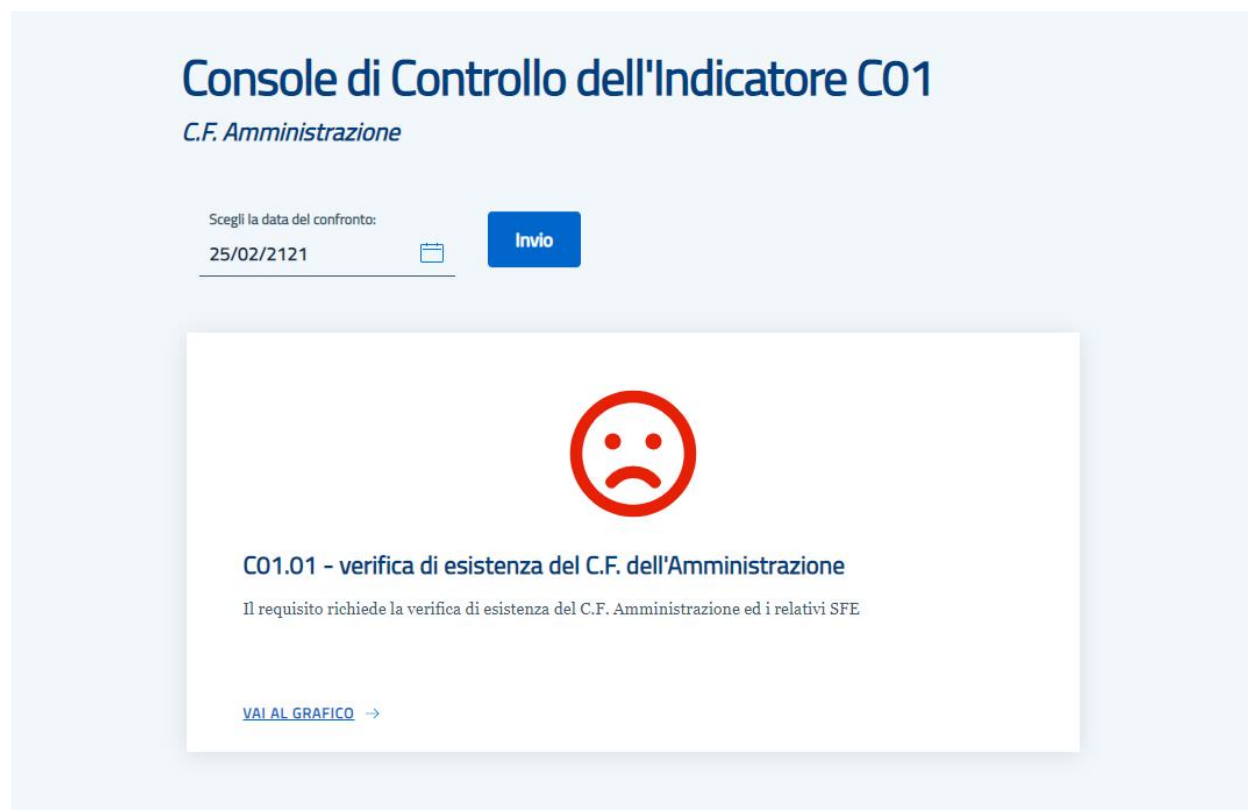 Console di Controllo dell'Indicatore C01
C.F. Amministrazione
Scegli la data del confronto:
25/02/2121
Invio
C01.01 - verifica di esistenza del C.F. dell'Amministrazione
Il requisito richiede la verifica di esistenza del C.F. Amministrazione ed i relativi SFE
VAI AL GRAFICO